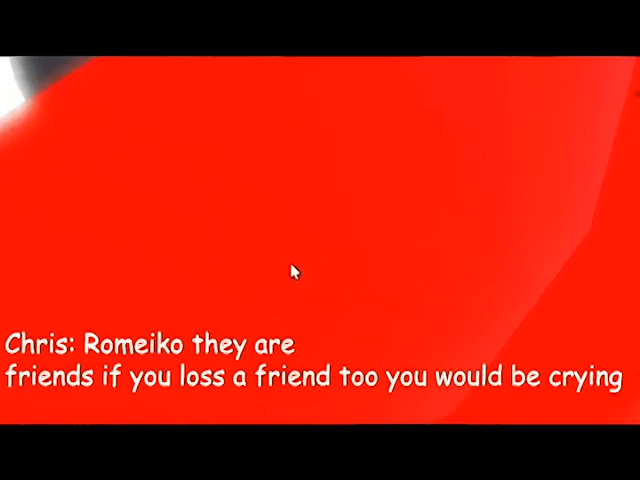 Chris: Romeiko they are
friends if you loss a friend too you would be crying